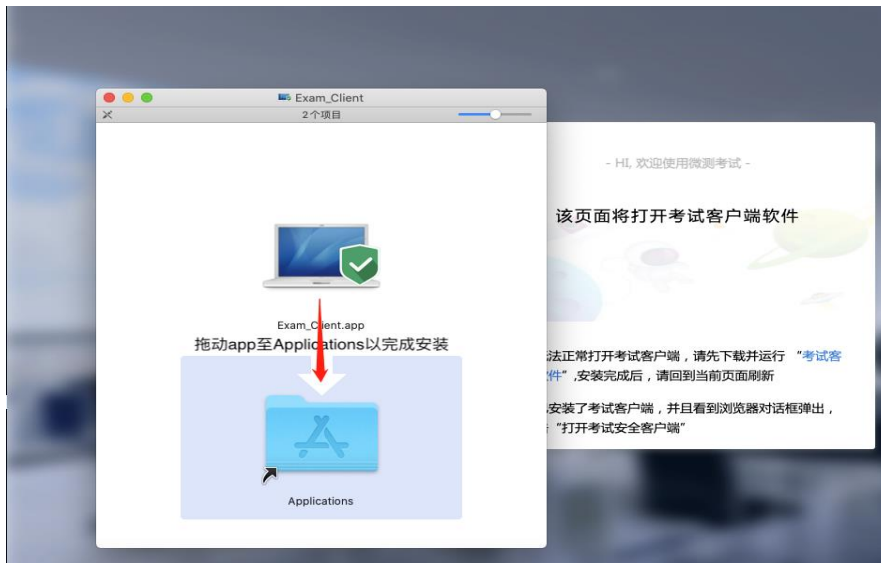 Exam_Client
2个项目
Exam_Client.app
拖动app至Applications以完成安装
Applications
- HI, 欢迎使用微测考试 -
该页面将打开考试客户端软件
法正常打开考试客户端，请先下载并运行 “考试客
件” ,安装完成后，请回到当前页面刷新
安装了考试客户端，并且看到浏览器对话框弹出，
“打开考试安全客户端”